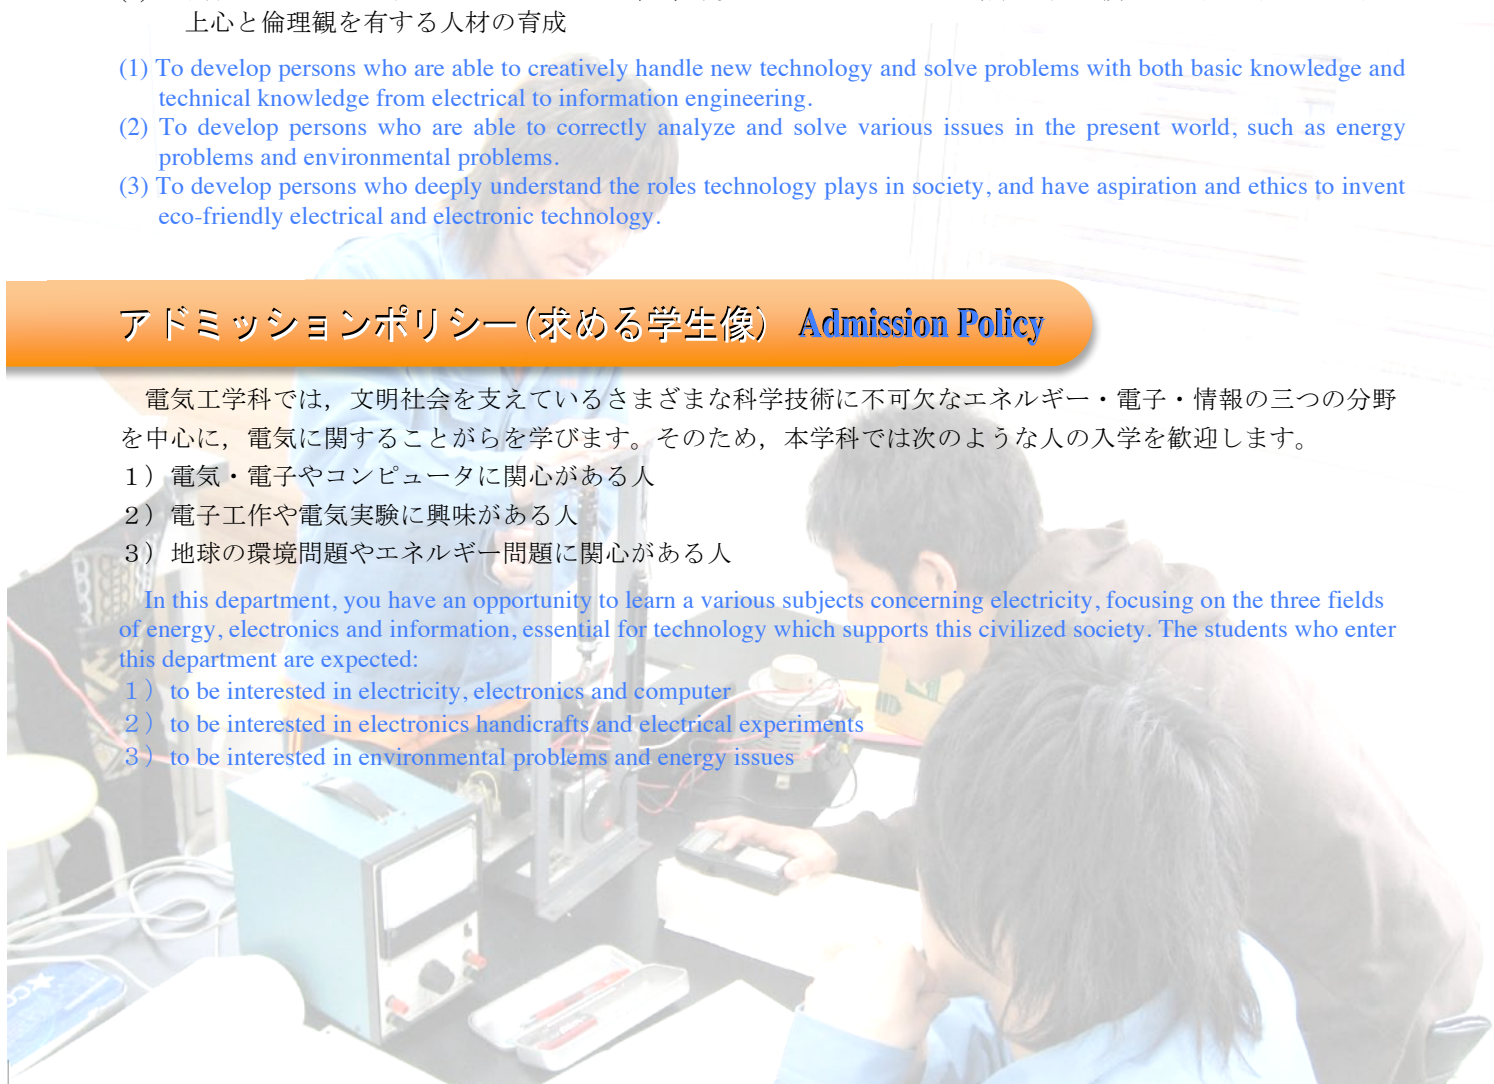 上心と倫理観を有する人材の育成
(1) To develop persons who are able to creatively handle new technology and solve problems with both basic knowledge and
technical knowledge from electrical to information engineering.
(2) To develop persons who are able to correctly analyze and solve various issues in the present world, such as energy
problems and environmental problems.
(3) To develop persons who deeply understand the roles technology plays in society, and have aspiration and ethics to invent
eco-friendly electrical and electronic technology.
アドミッションポリシー(求める学生像) Admission Policy
電気工学科では，文明社会を支えているさまざまな科学技術に不可欠なエネルギー・電子・情報の三つの分野
を中心に，電気に関することがらを学びます。そのため，本学科では次のような人の入学を歓迎します。
１）電気・電子やコンピュータに関心がある人
２）電子工作や電気実験に興味がある人
３）地球の環境問題やエネルギー問題に関心がある人
In this department, you have an opportunity to learn a various subjects concerning electricity, focusing on the three fields
of energy, electronics and information, essential for technology which supports this civilized society. The students who enter
this department are expected:
１）to be interested in electricity, electronics and computer
２）to be interested in electronics handicrafts and electrical experiments
３）to be interested in environmental problems and energy issues